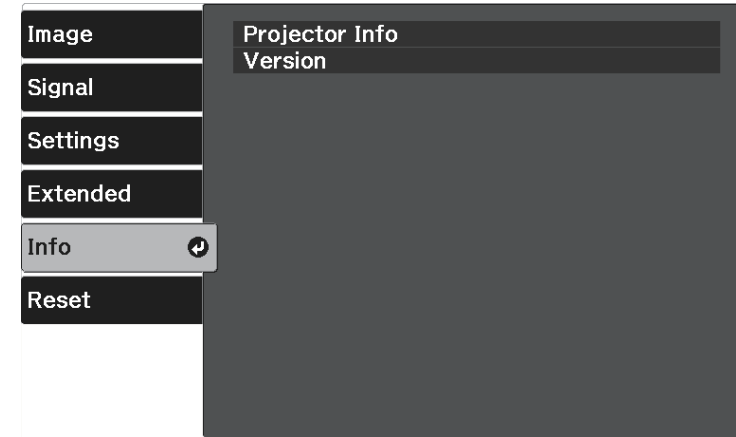 Image
Signal
Settings
Extended
Info
Reset
Projector Info
Version